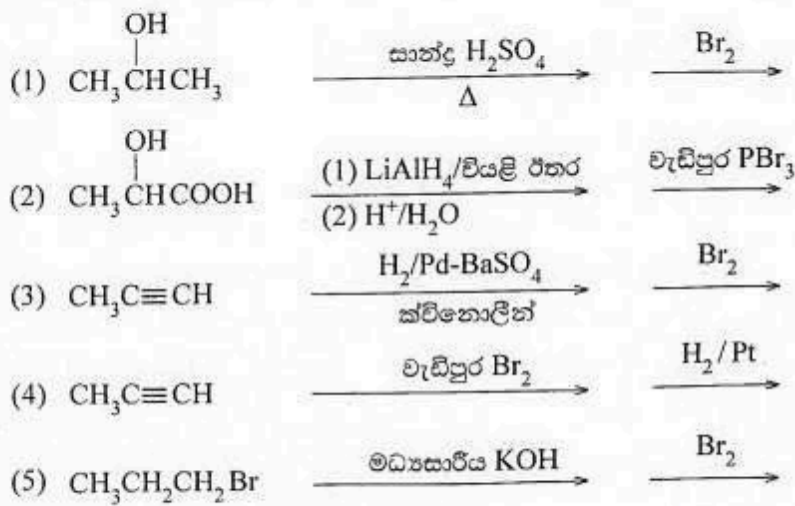 OH
(1) CH₃CHCH₃ සාන්ද්‍ර H₂SO₄ Δ Br₂
OH
(2) CH₃CHCOOH (1) LiAlH₄/වියළි ඊතර (2) H⁺/H₂O වැඩිපුර PBr₃
(3) CH₃C≡CH H₂/Pd-BaSO₄ ක්විනොලීන් Br₂
(4) CH₃C≡CH වැඩිපුර Br₂ H₂/Pt
(5) CH₃CH₂CH₂Br මධ්‍යසාරීය KOH Br₂